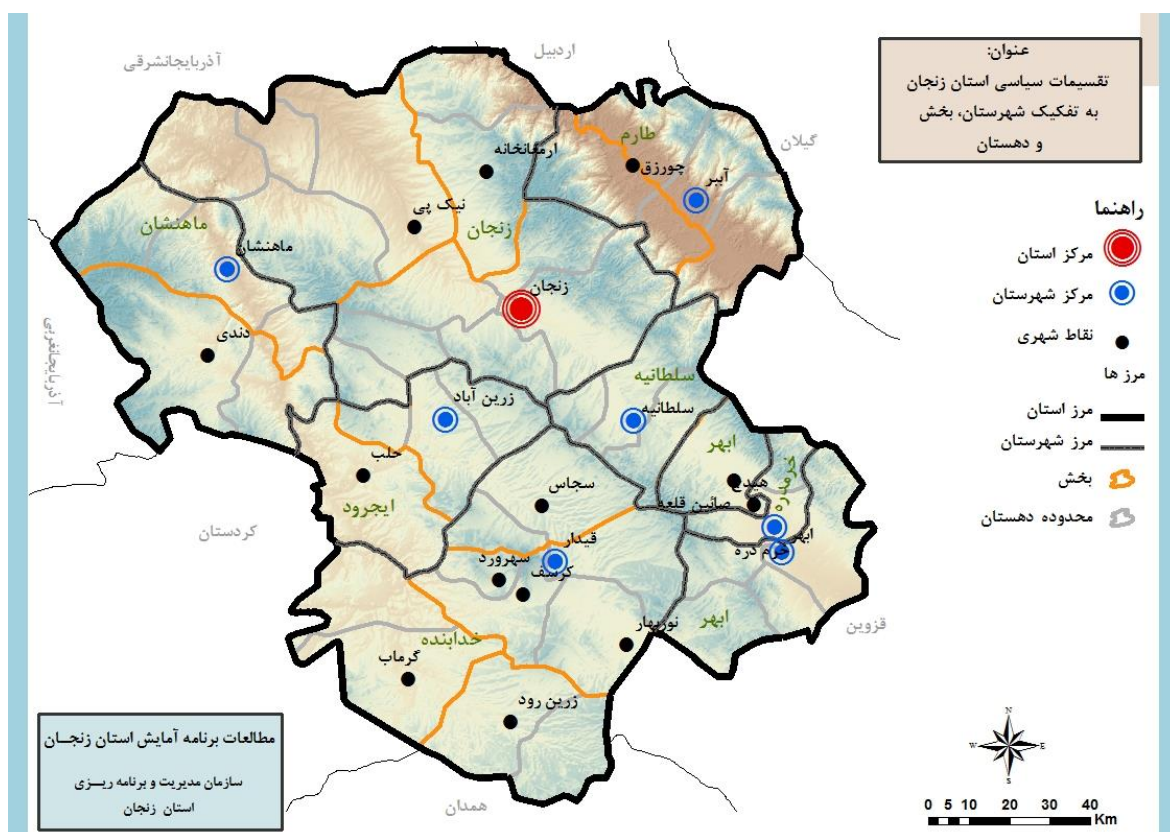 عنوان:
تقسیمات سیاسی استان زنجان
به تفکیک شهرستان، بخش
و دهستان
راهنما
مرکز استان
مرکز شهرستان
نقاط شهری
مرز ها
مرز استان
مرز شهرستان
بخش
محدوده دهستان
اردبیل
آذربایجانشرقی
گیلان
طارم
چورزق
آببر
ارمغانخانه
نیک پی
زنجان
ماهنشان
ماهنشان
زنجان
دندی
آذربایجانغربی
سلطانیه
زرین آباد
سلطانیه
ابهر
خرمدره
هیدج
صائین قلعه
حلب
سجاس
ایجرود
ابهر
خرم دره
قیدار
سهرورد
کرسف
کردستان
ابهر
نوربهار
قزوین
خدابنده
گرماب
زرین رود
همدان
مطالعات برنامه آمایش استان زنجــان
سازمان مدیریت و برنامه ریــزی
استان زنجان
N
W
E
S
0 5 10 20 30 40
Km